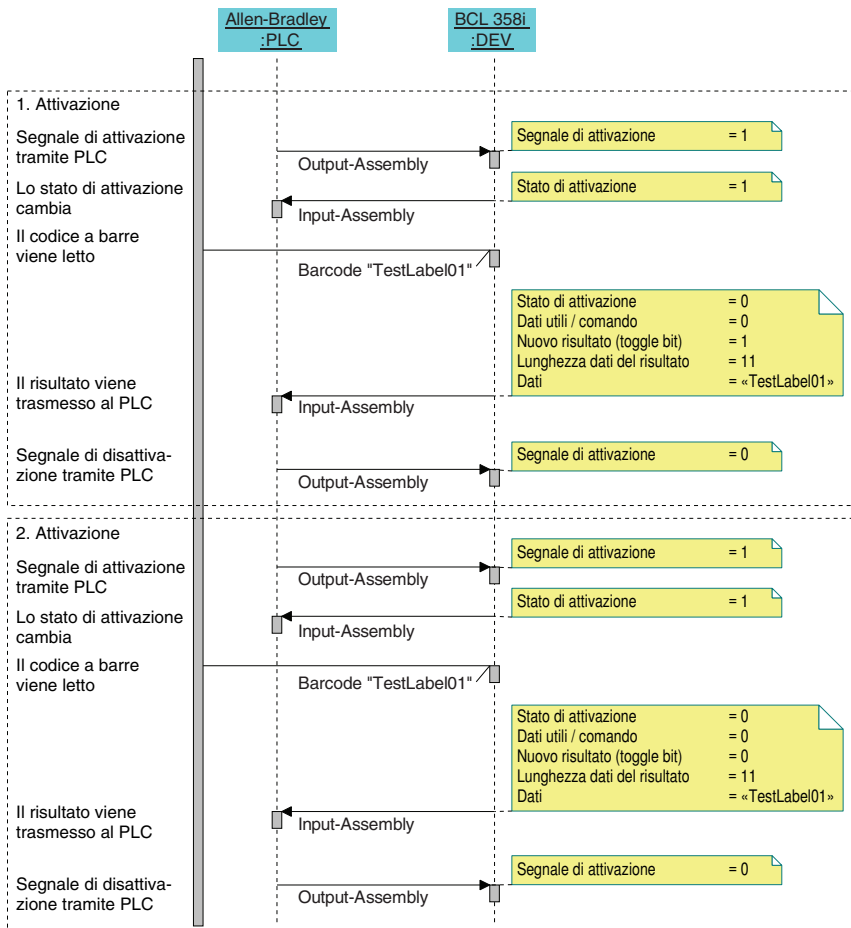 Allen-Bradley
:PLC
BCL 358i
:DEV
1. Attivazione
Segnale di attivazione
tramite PLC
Output-Assembly
Segnale di attivazione = 1
Lo stato di attivazione
cambia
Input-Assembly
Stato di attivazione = 1
Il codice a barre
viene letto
Barcode "TestLabel01"
Stato di attivazione = 0
Dati utili / comando = 0
Nuovo risultato (toggle bit) = 1
Lunghezza dati del risultato = 11
Dati = «TestLabel01»
Il risultato viene
trasmesso al PLC
Input-Assembly
Segnale di disattiva-
zione tramite PLC
Output-Assembly
Segnale di attivazione = 0
2. Attivazione
Segnale di attivazione
tramite PLC
Output-Assembly
Segnale di attivazione = 1
Lo stato di attivazione
cambia
Input-Assembly
Stato di attivazione = 1
Il codice a barre
viene letto
Barcode "TestLabel01"
Stato di attivazione = 0
Dati utili / comando = 0
Nuovo risultato (toggle bit) = 0
Lunghezza dati del risultato = 11
Dati = «TestLabel01»
Il risultato viene
trasmesso al PLC
Input-Assembly
Segnale di disattiva-
zione tramite PLC
Output-Assembly
Segnale di attivazione = 0